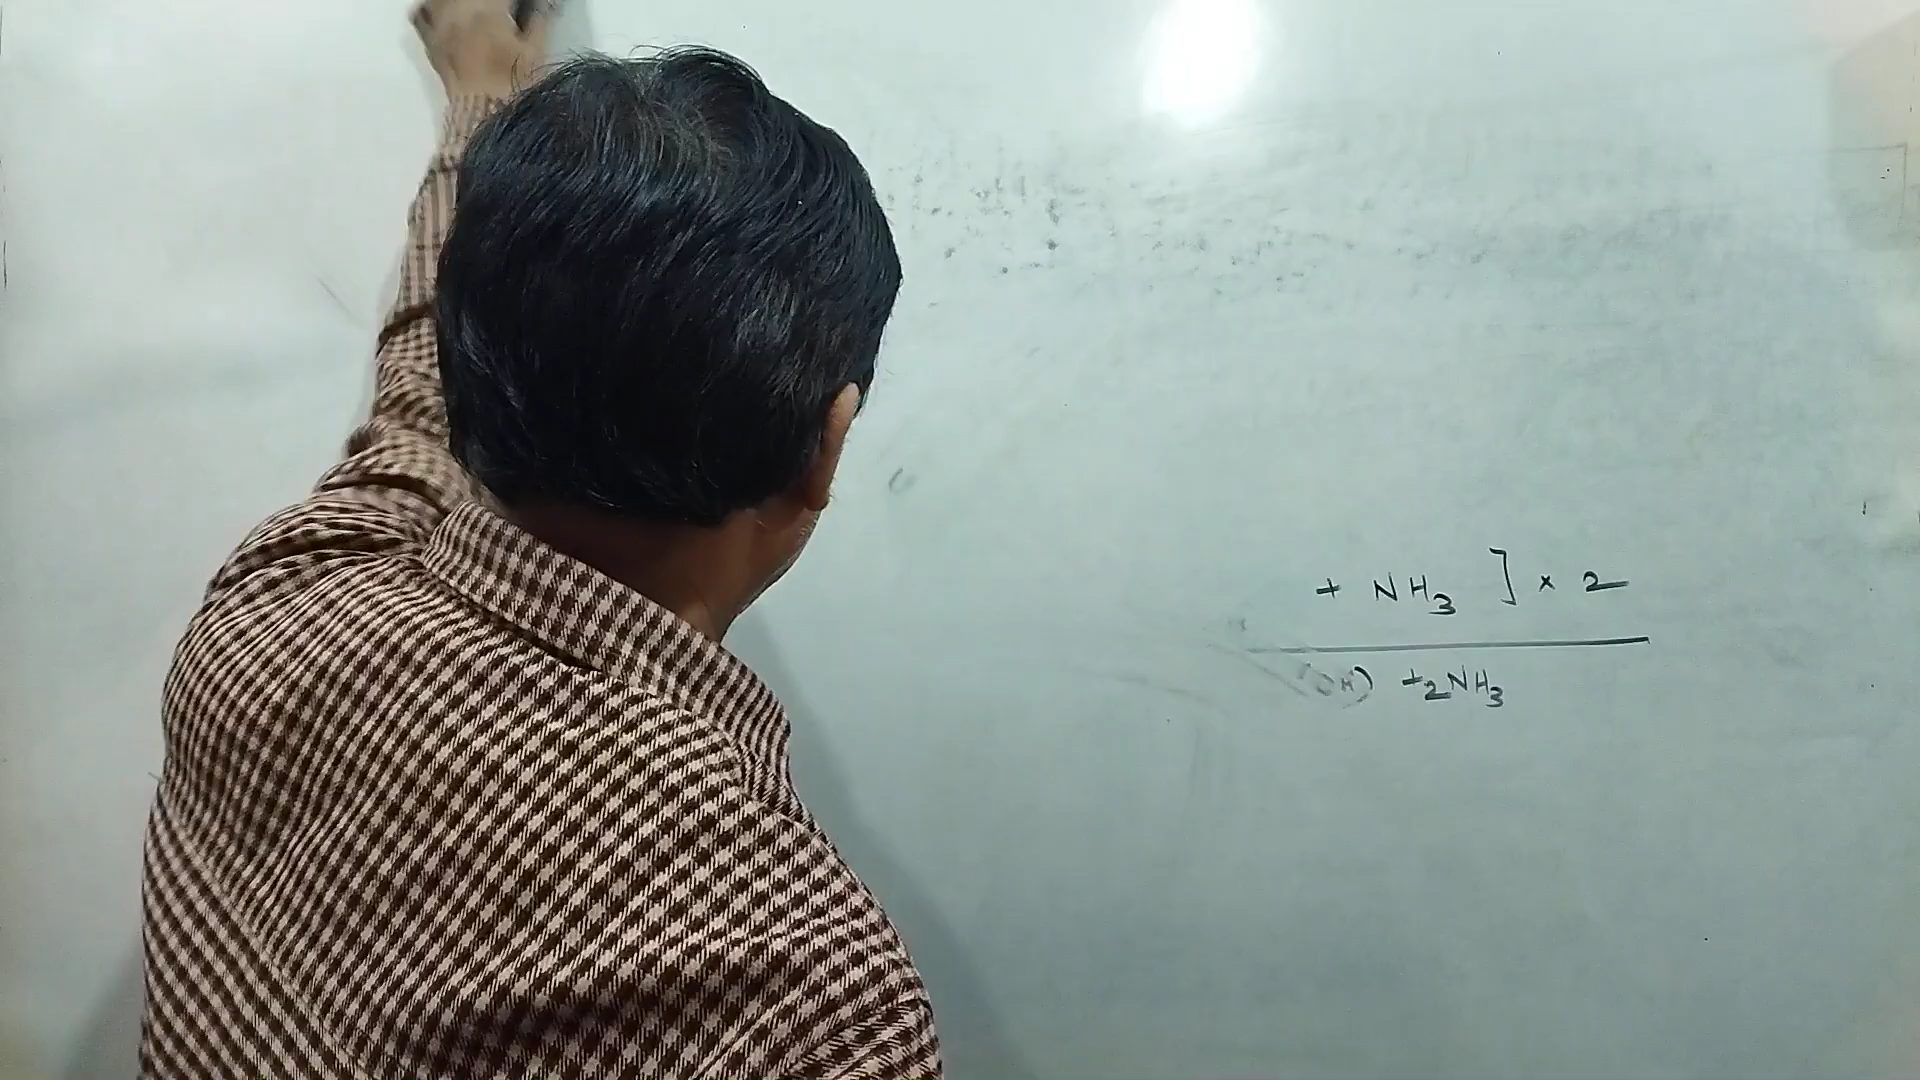 + NH₃ ] × 2
) +2NH₃